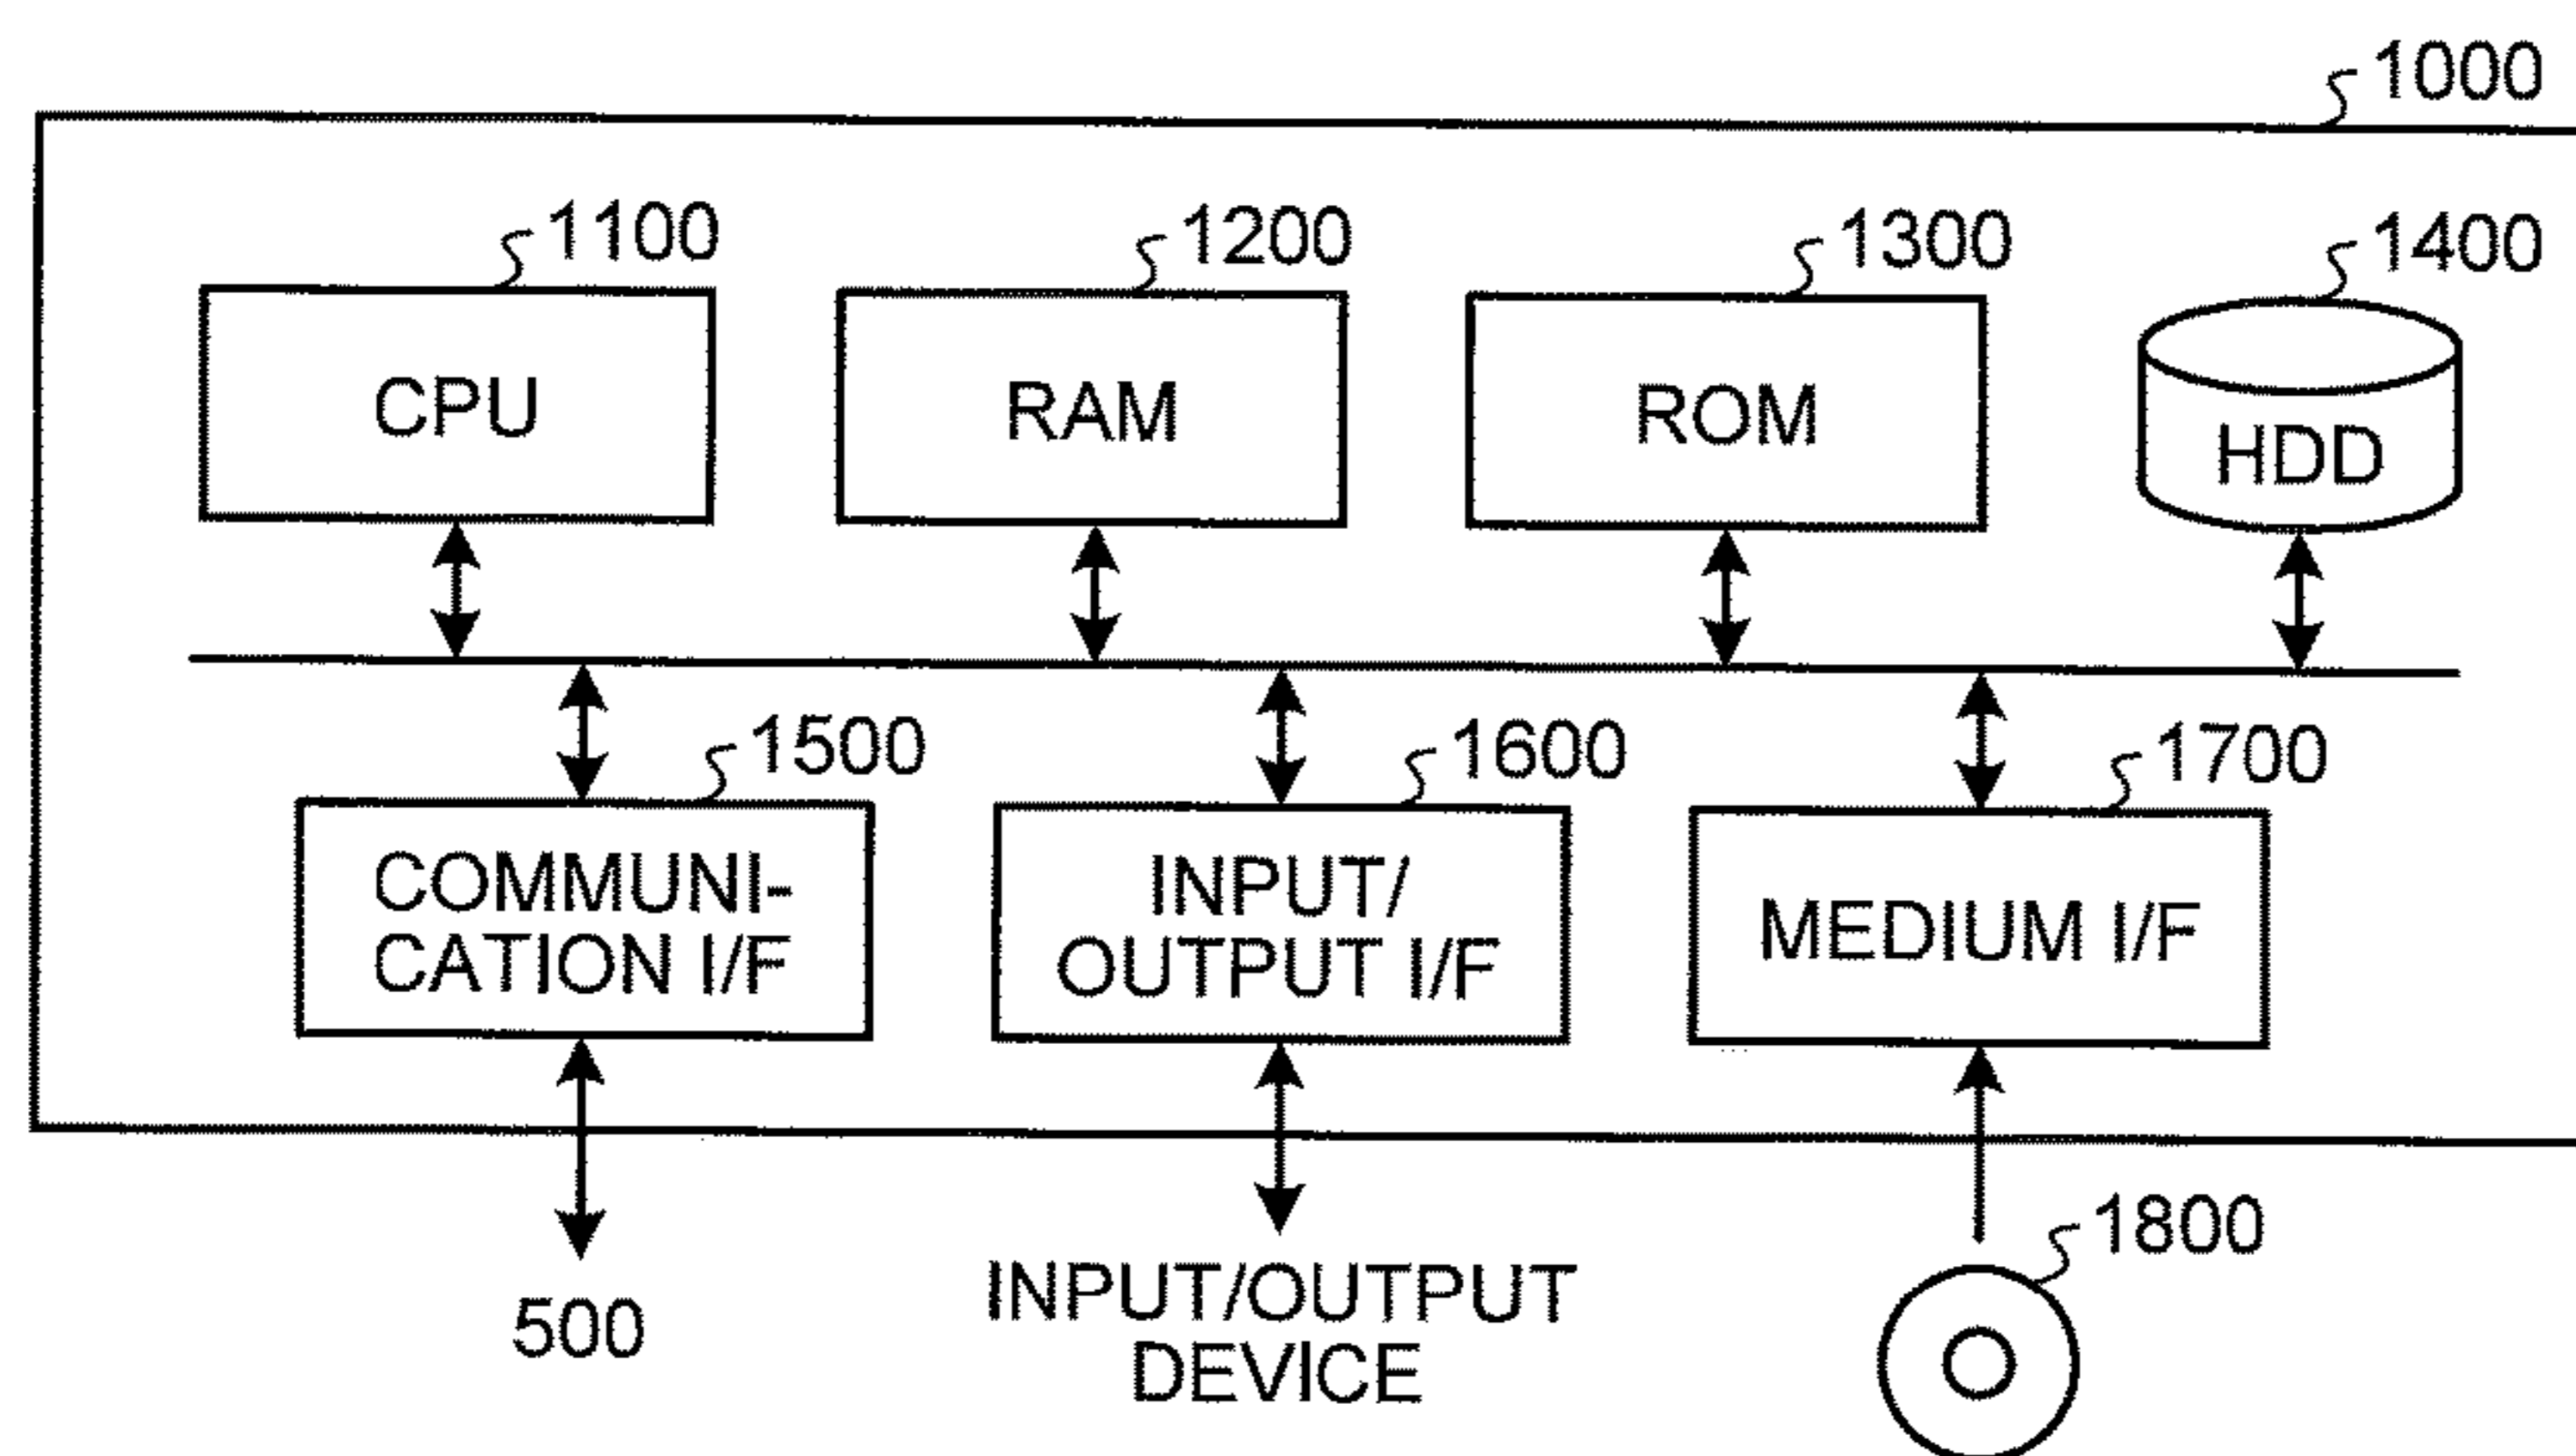 1000
1100
1200
1300
1400
CPU
RAM
ROM
HDD
1500
1600
1700
COMMUNI-
CATION I/F
INPUT/
OUTPUT I/F
MEDIUM I/F
1800
500
INPUT/OUTPUT
DEVICE